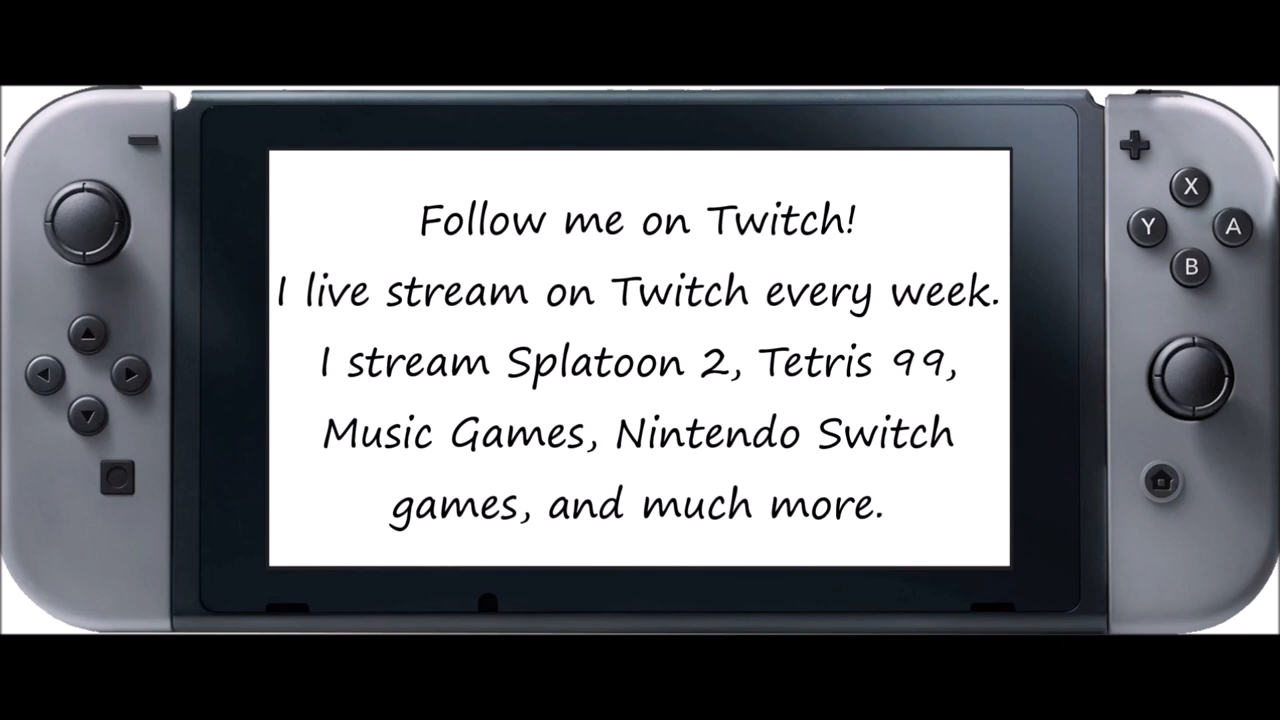 Follow me on Twitch!
I live stream on Twitch every week.
I stream Splatoon 2, Tetris 99,
Music Games, Nintendo Switch
games, and much more.
X
Y
A
B